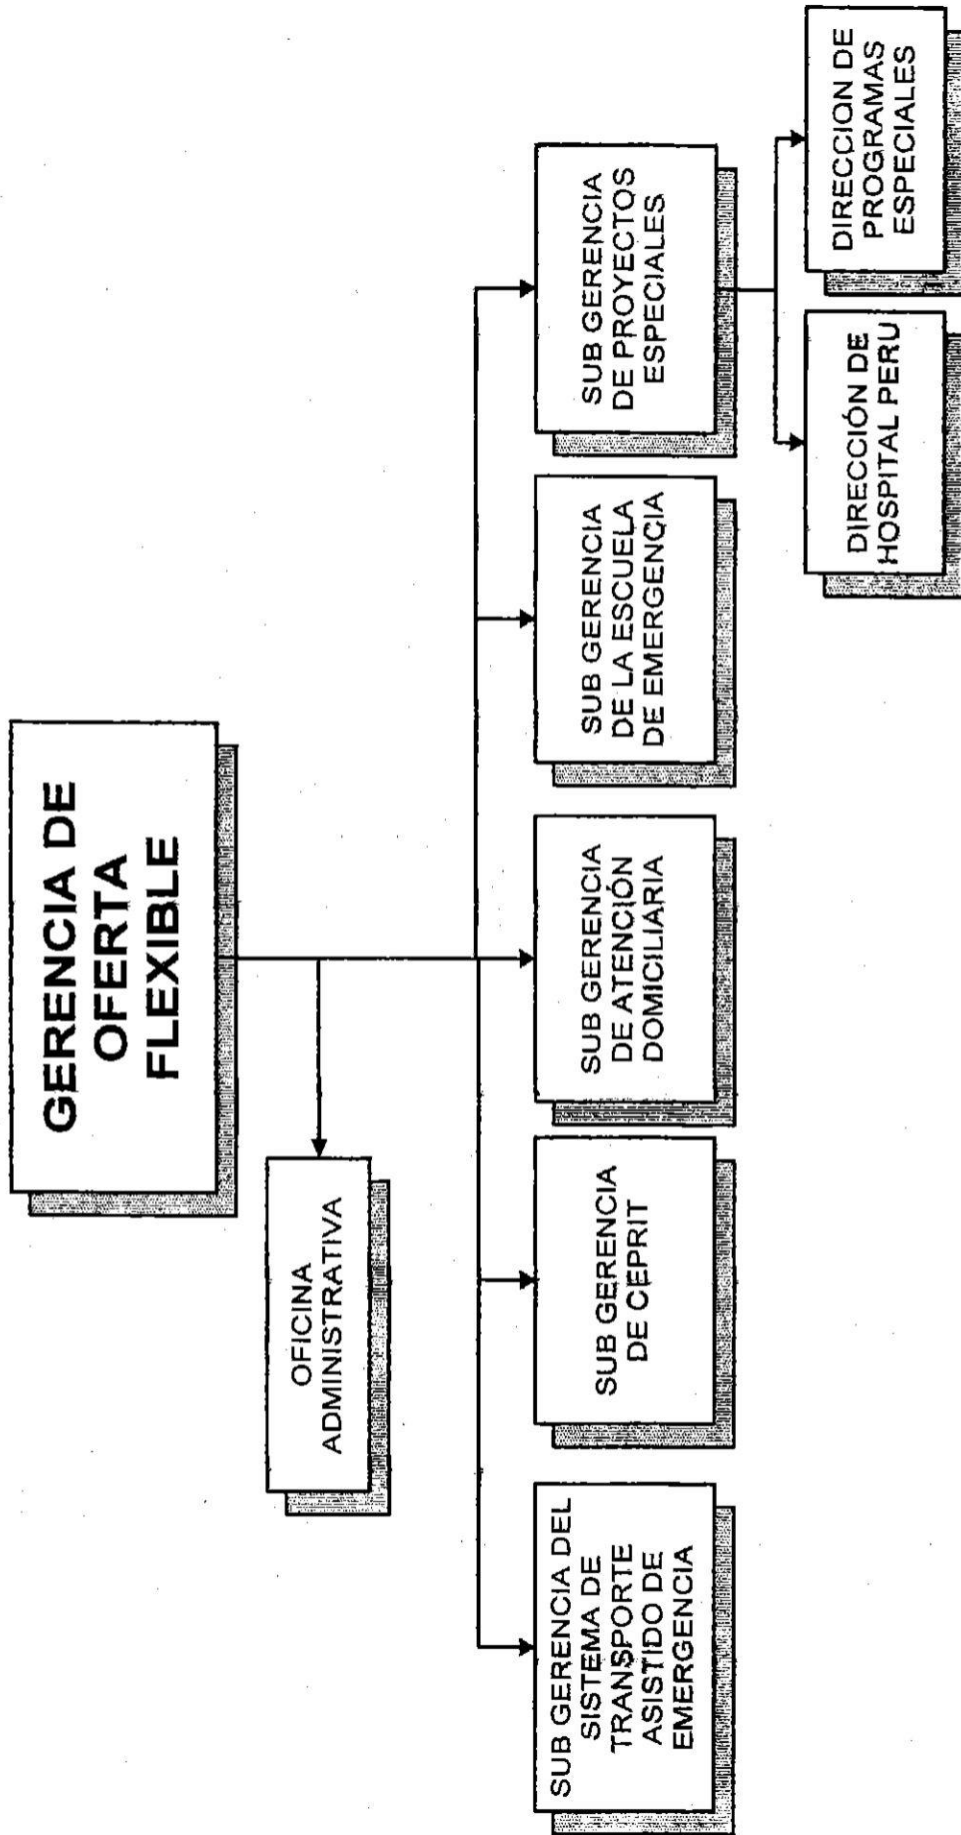 GERENCIA DE
OFERTA
FLEXIBLE
OFICINA
ADMINISTRATIVA
SUB GERENCIA DEL
SISTEMA DE
TRANSPORTE
ASISTIDO DE
EMERGENCIA
SUB GERENCIA
DE CEPRIT
SUB GERENCIA
DE ATENCIÓN
DOMICILIARIA
SUB GERENCIA
DE LA ESCUELA
DE EMERGENCIA
SUB GERENCIA
DE PROYECTOS
ESPECIALES
DIRECCIÓN DE
HOSPITAL PERU
DIRECCION DE
PROGRAMAS
ESPECIALES